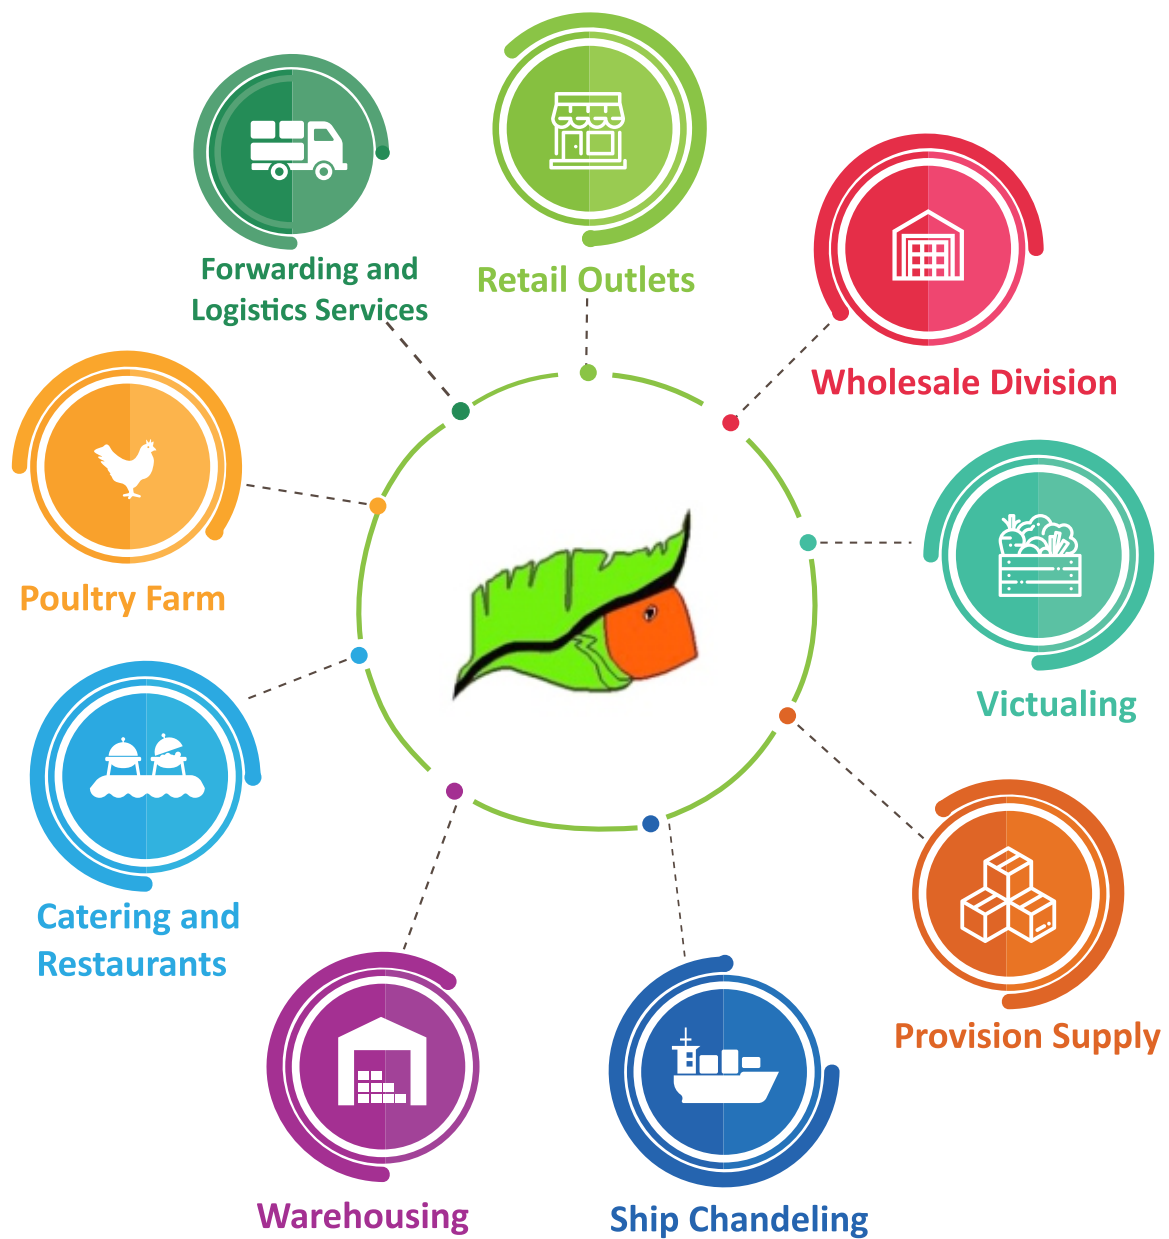 Forwarding and
Logistics Services
Retail Outlets
Wholesale Division
Poultry Farm
Victualing
Catering and
Restaurants
Provision Supply
Warehousing
Ship Chandeling